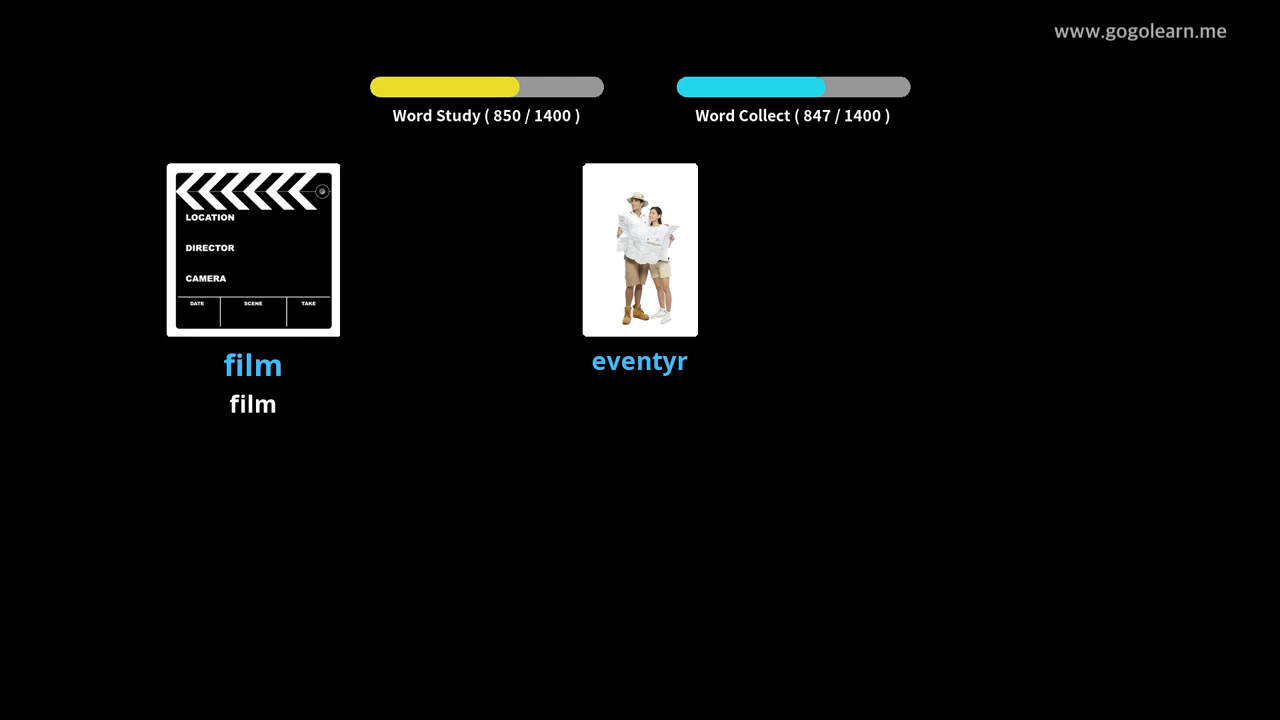 www.gogolearn.me
Word Study ( 850 / 1400 )
Word Collect ( 847 / 1400 )
LOCATION
DIRECTOR
CAMERA
DATE SCENE TAKE
film
film
eventyr